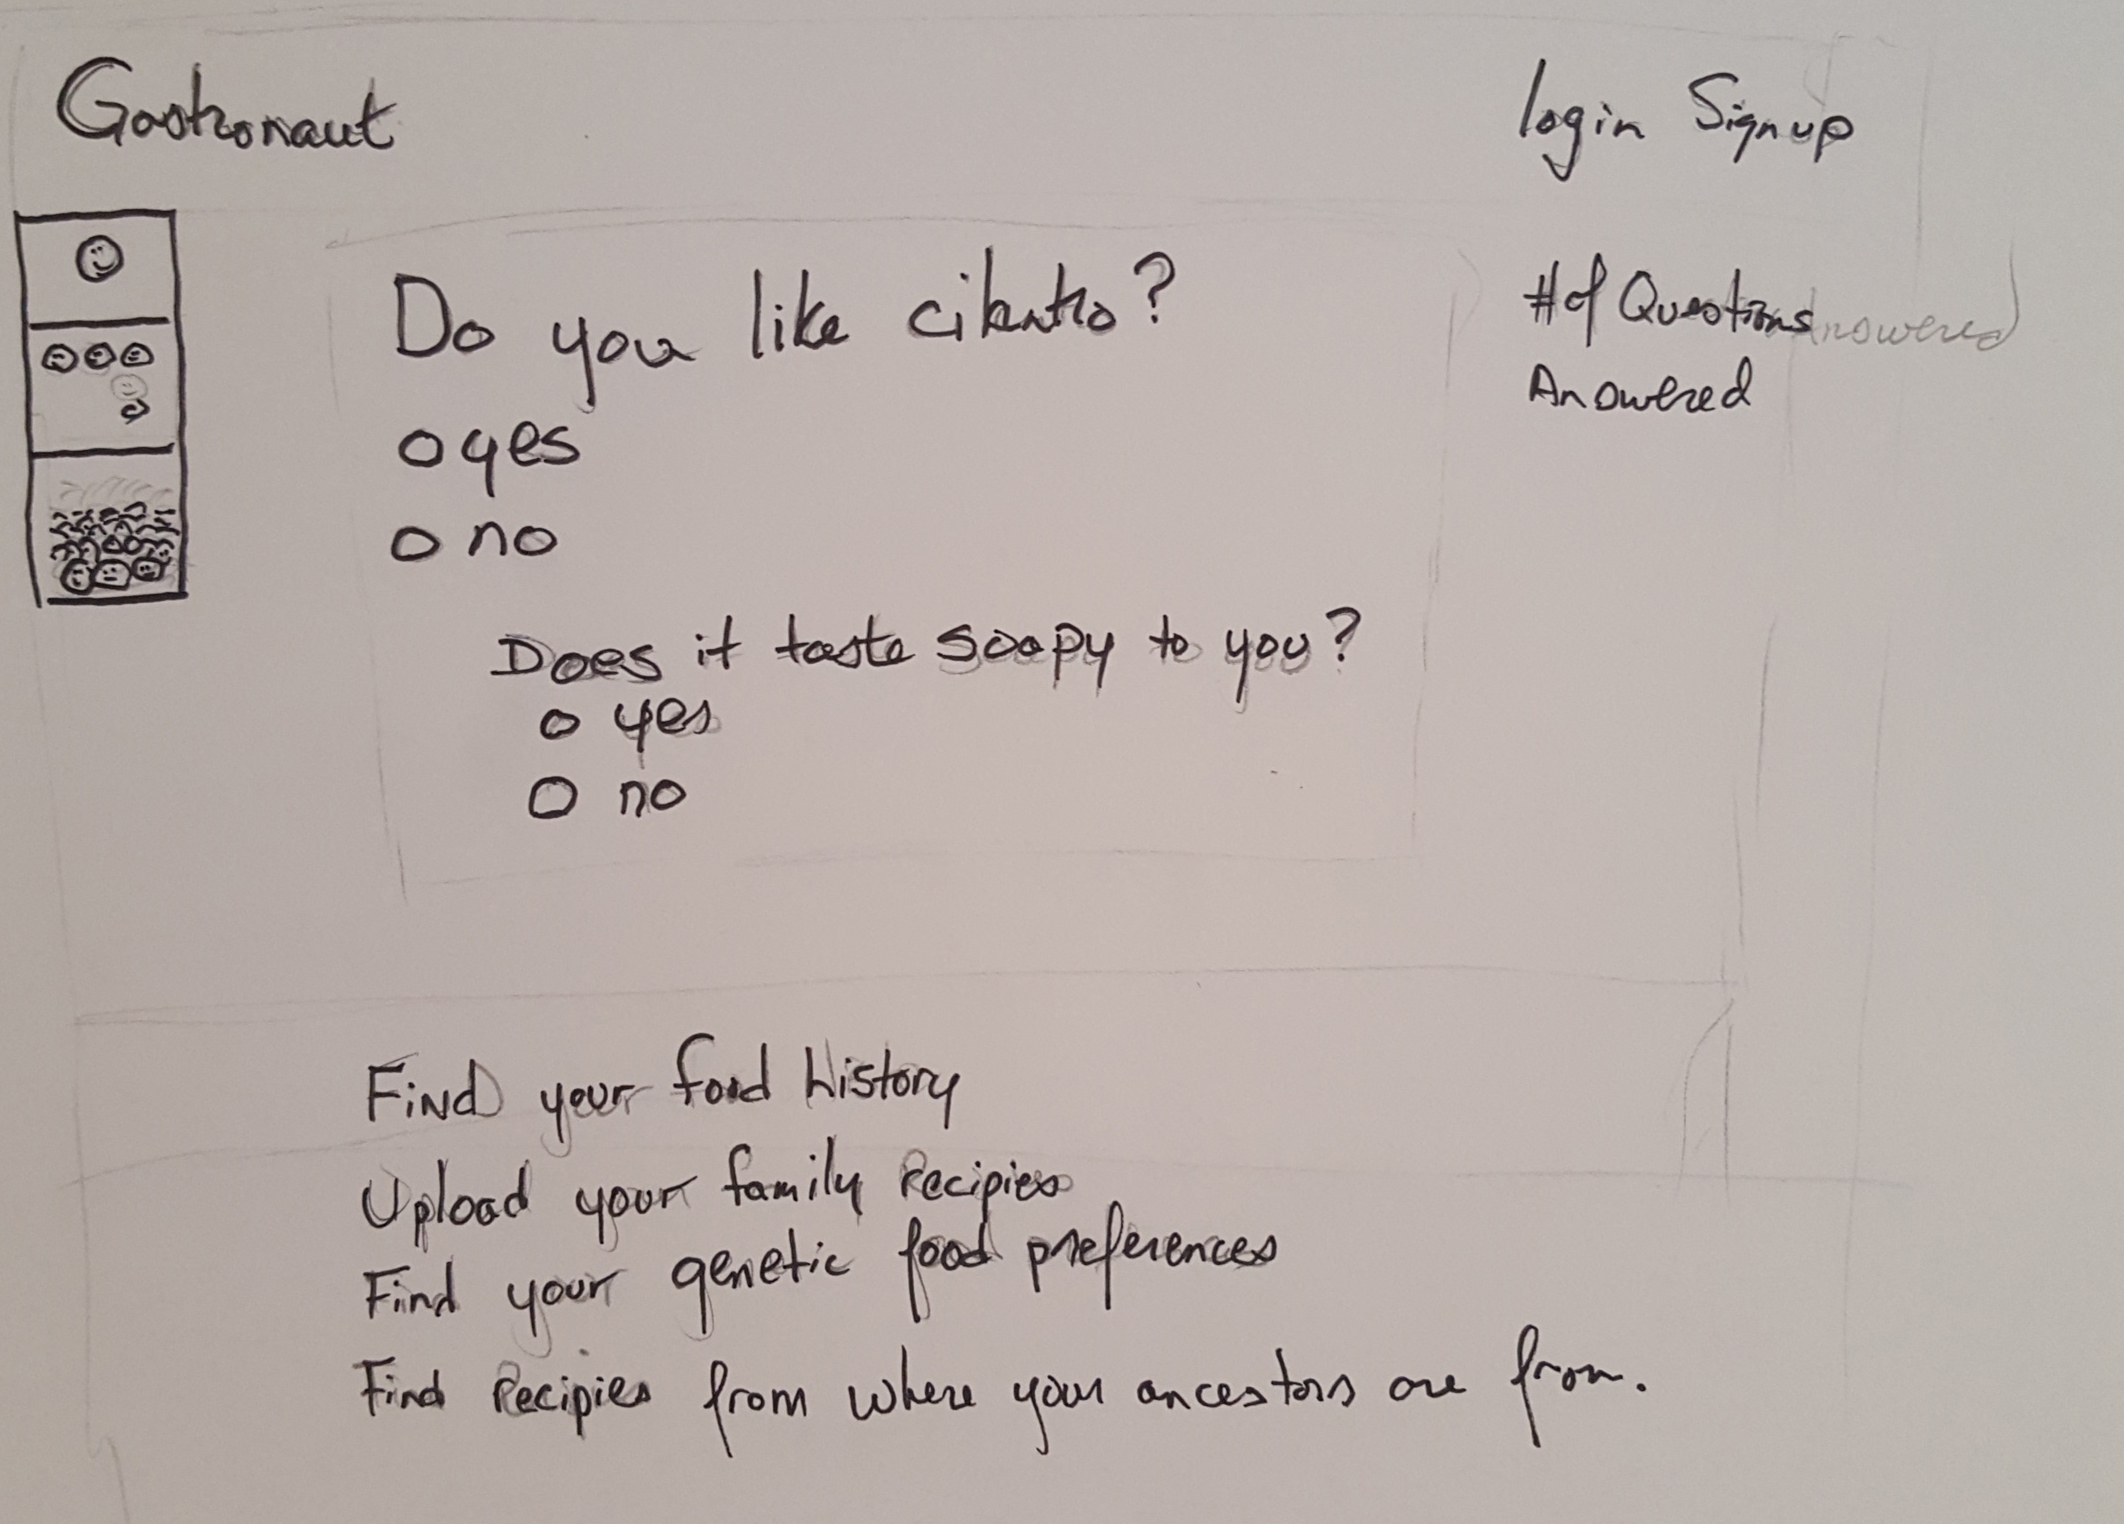 Gastronaut
login Signup
Do you like cilantro?
yes
no
Does it taste soapy to you?
yes
no
# of Questions
Answered
Find your food history
Upload your family recipies
Find your genetic food preferences
Find recipies from where your ancestors are from.